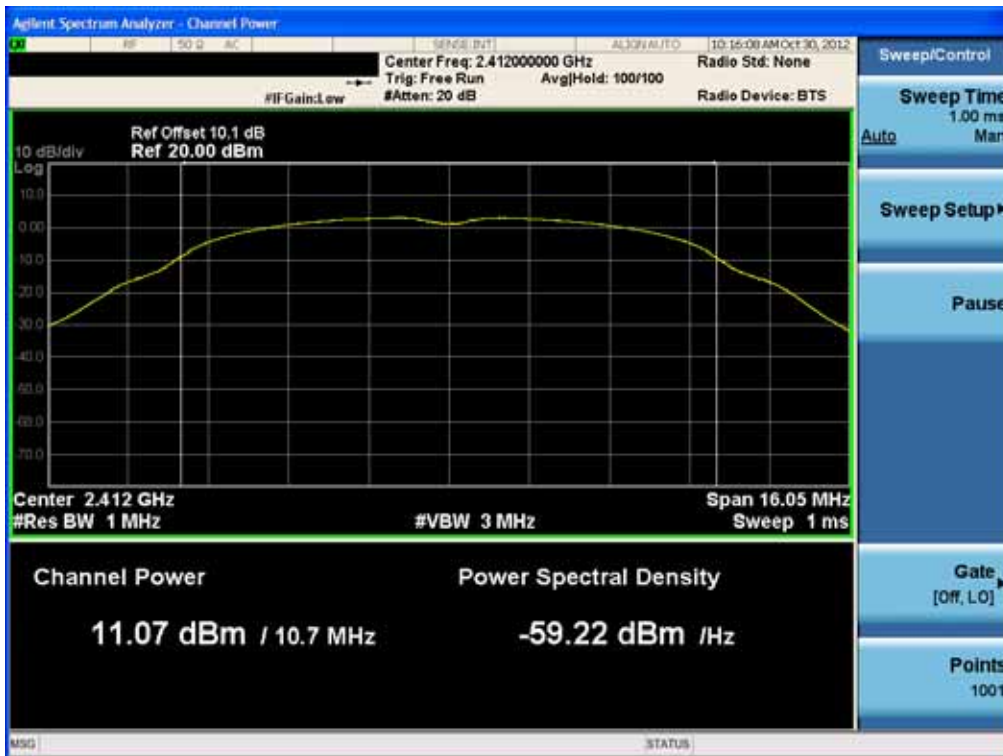 Agilent Spectrum Analyzer - Channel Power
RF 50 Ω AC SENSE:INT ALIGN AUTO 10:16:08 AM Oct 30, 2012
Center Freq: 2.412000000 GHz Radio Std: None
Trig: Free Run Avg|Hold: 100/100
#IFGain:Low #Atten: 20 dB Radio Device: BTS
Ref Offset 10.1 dB
10 dB/div Ref 20.00 dBm
Log
10.0
0.00
-10.0
-20.0
-30.0
-40.0
-50.0
-60.0
-70.0
Center 2.412 GHz Span 16.05 MHz
#Res BW 1 MHz #VBW 3 MHz Sweep 1 ms
Channel Power Power Spectral Density
11.07 dBm / 10.7 MHz -59.22 dBm /Hz
MSG STATUS
Sweep/Control
Sweep Time
1.00 ms
Auto Man
Sweep Setup
Pause
Gate
[Off, LO]
Points
1001